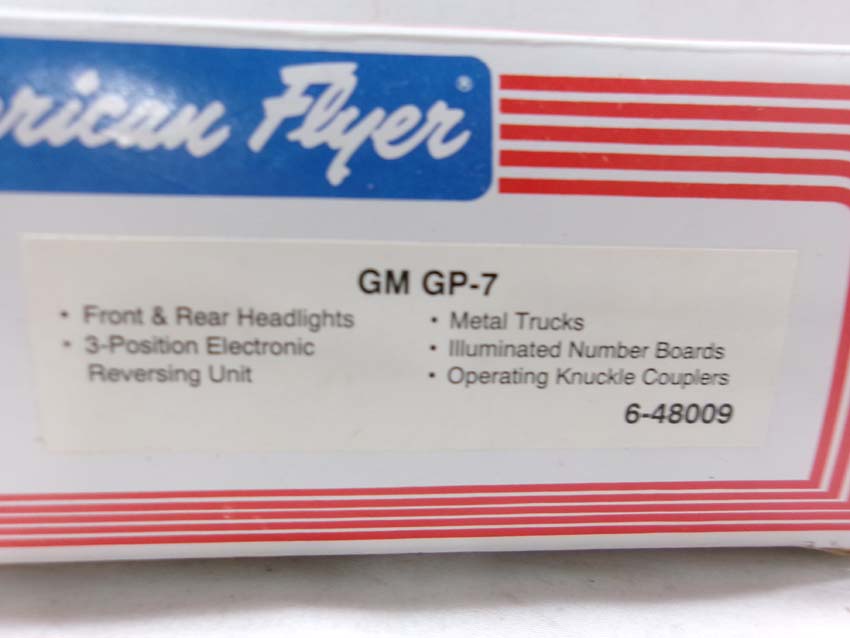 rican Flyer®
GM GP-7
• Front & Rear Headlights
• 3-Position Electronic
Reversing Unit
• Metal Trucks
• Illuminated Number Boards
• Operating Knuckle Couplers
6-48009